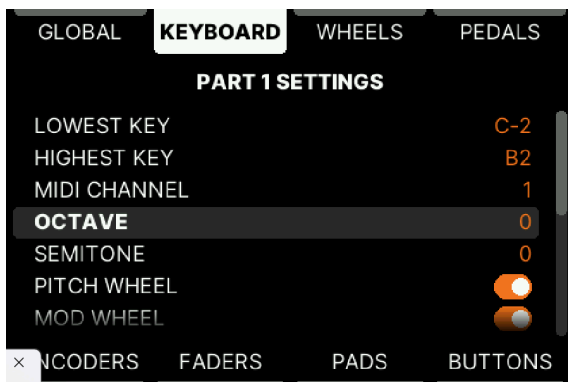 GLOBAL KEYBOARD WHEELS PEDALS
PART 1 SETTINGS
LOWEST KEY C-2
HIGHEST KEY B2
MIDI CHANNEL 1
OCTAVE 0
SEMITONE 0
PITCH WHEEL
MOD WHEEL
× NCODERS FADERS PADS BUTTONS